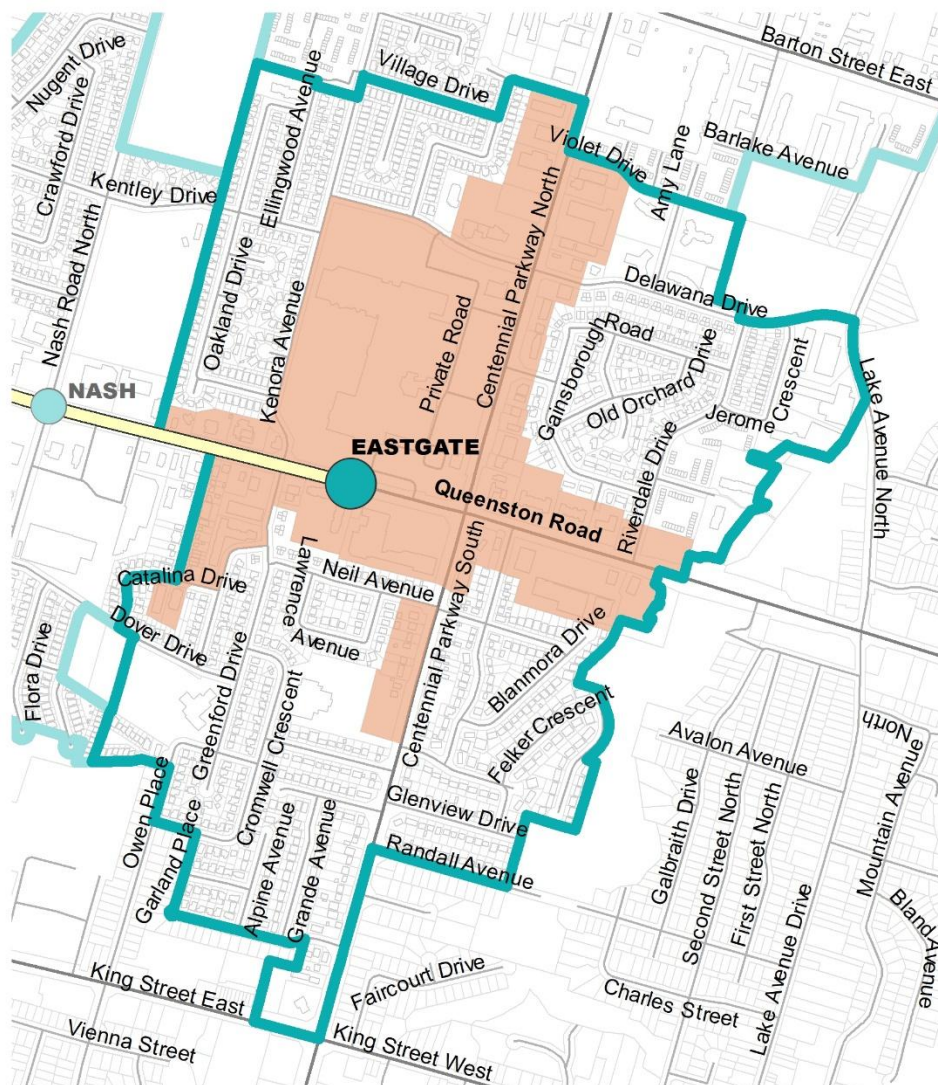 Nugent Drive
Crawford Drive
Village Drive
Ellingwood Avenue
Barton Street East
Barlake Avenue
Violet Drive
Amy Lane
Kentley Drive
Nash Road North
Oakland Drive
Kenora Avenue
Private Road
Centennial Parkway North
Delawana Drive
Gainsborough
Road
Old Orchard Drive
Jerome
Crescent
Riverdale Drive
Lake Avenue North
NASH
EASTGATE
Queenston Road
Catalina Drive
Lawrence
Avenue
Neil Avenue
Centennial Parkway South
Dover Drive
Flora Drive
Greenford Drive
Cromwell Crescent
Blanmora Drive
Felker Crescent
Glenview Drive
Randall Avenue
Owen Place
Garland Place
Alpine Avenue
Grande Avenue
Avalon Avenue
North
Galbraith Drive
Second Street North
First Street North
Lake Avenue Drive
Mountain Avenue
Bland Avenue
King Street East
Faircourt Drive
Charles Street
Vienna Street
King Street West